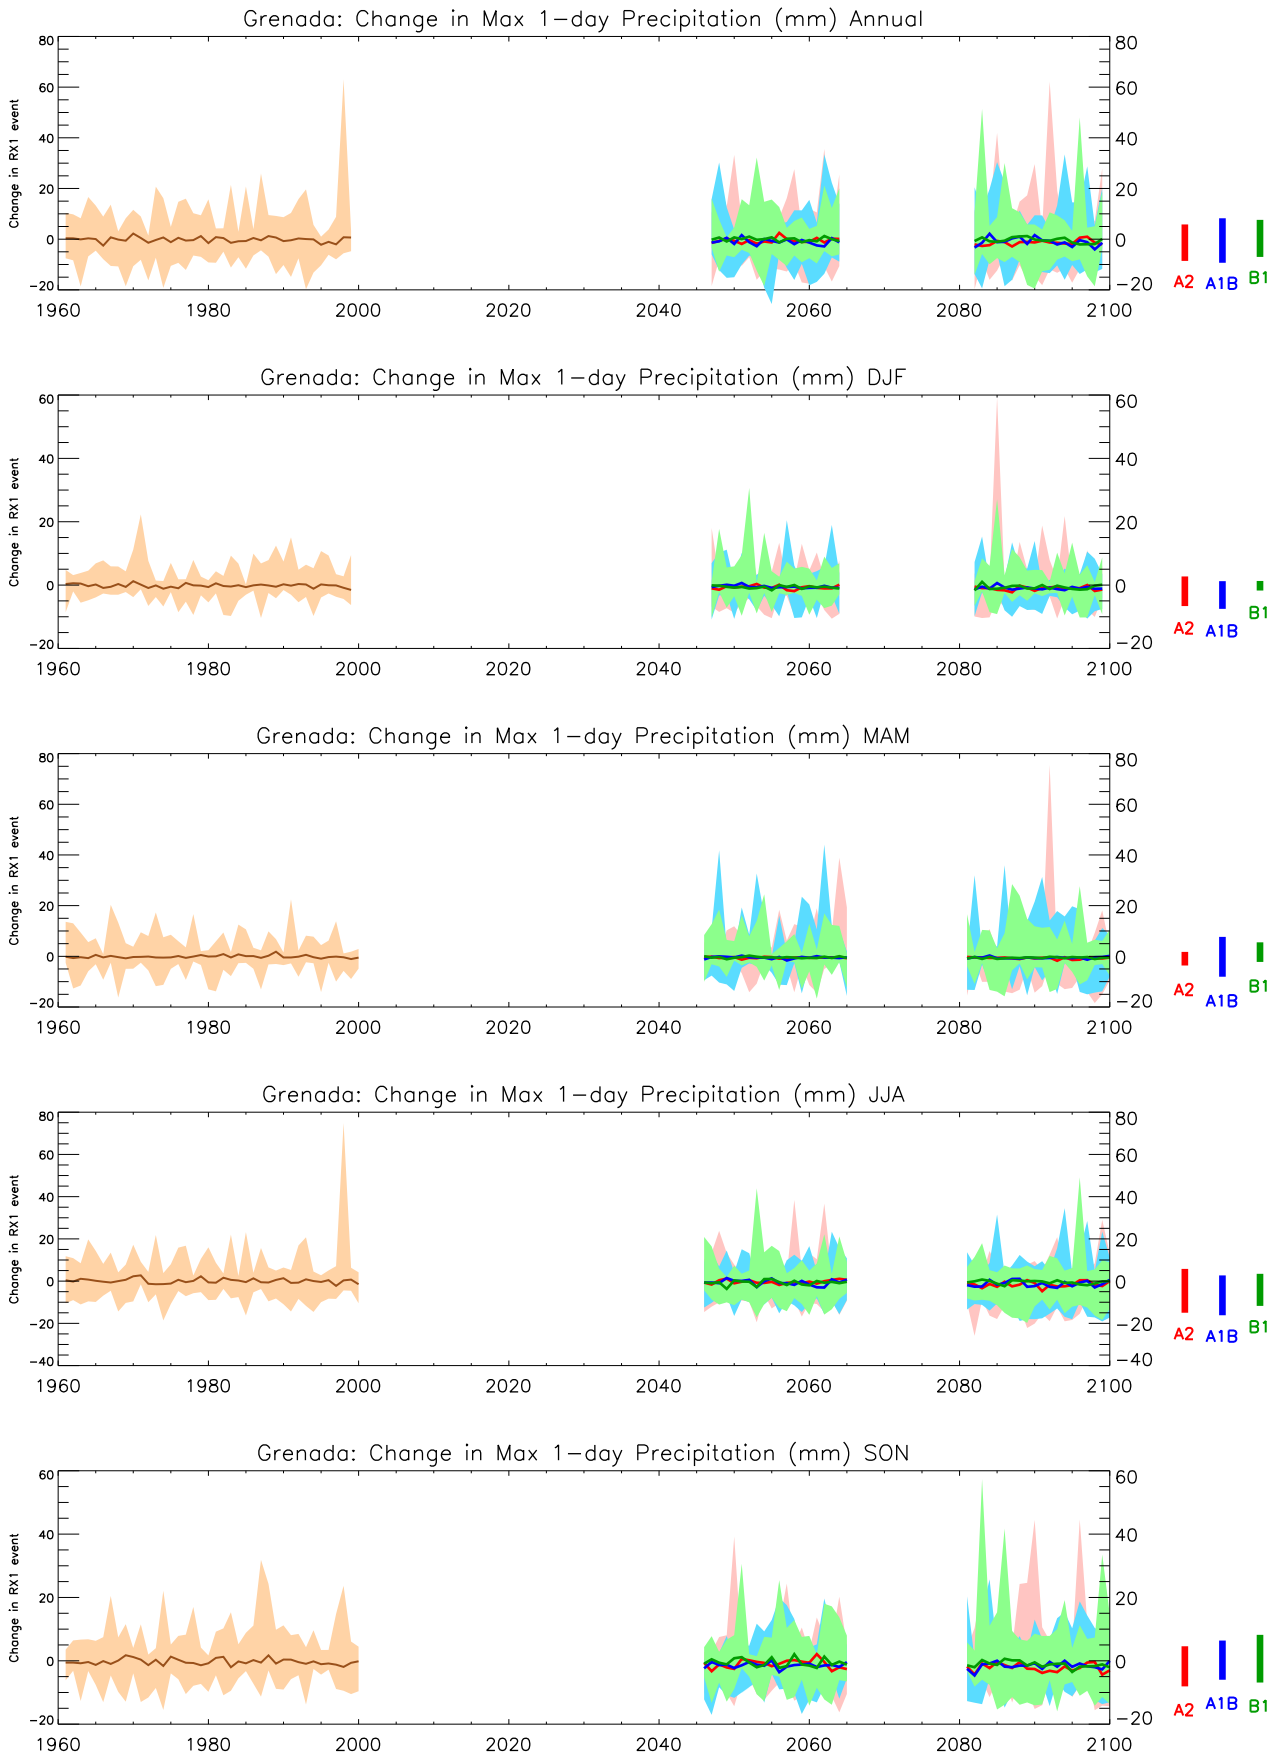 Grenada: Change in Max 1-day Precipitation (mm) Annual
Change in RX1 event
80 60 40 20 0 -20
80 60 40 20 0 -20
1960 1980 2000 2020 2040 2060 2080 2100
A2 A1B B1
Grenada: Change in Max 1-day Precipitation (mm) DJF
Change in RX1 event
60 40 20 0 -20
60 40 20 0 -20
1960 1980 2000 2020 2040 2060 2080 2100
A2 A1B B1
Grenada: Change in Max 1-day Precipitation (mm) MAM
Change in RX1 event
80 60 40 20 0 -20
80 60 40 20 0 -20
1960 1980 2000 2020 2040 2060 2080 2100
A2 A1B B1
Grenada: Change in Max 1-day Precipitation (mm) JJA
Change in RX1 event
80 60 40 20 0 -20 -40
80 60 40 20 0 -20 -40
1960 1980 2000 2020 2040 2060 2080 2100
A2 A1B B1
Grenada: Change in Max 1-day Precipitation (mm) SON
Change in RX1 event
60 40 20 0 -20
60 40 20 0 -20
1960 1980 2000 2020 2040 2060 2080 2100
A2 A1B B1